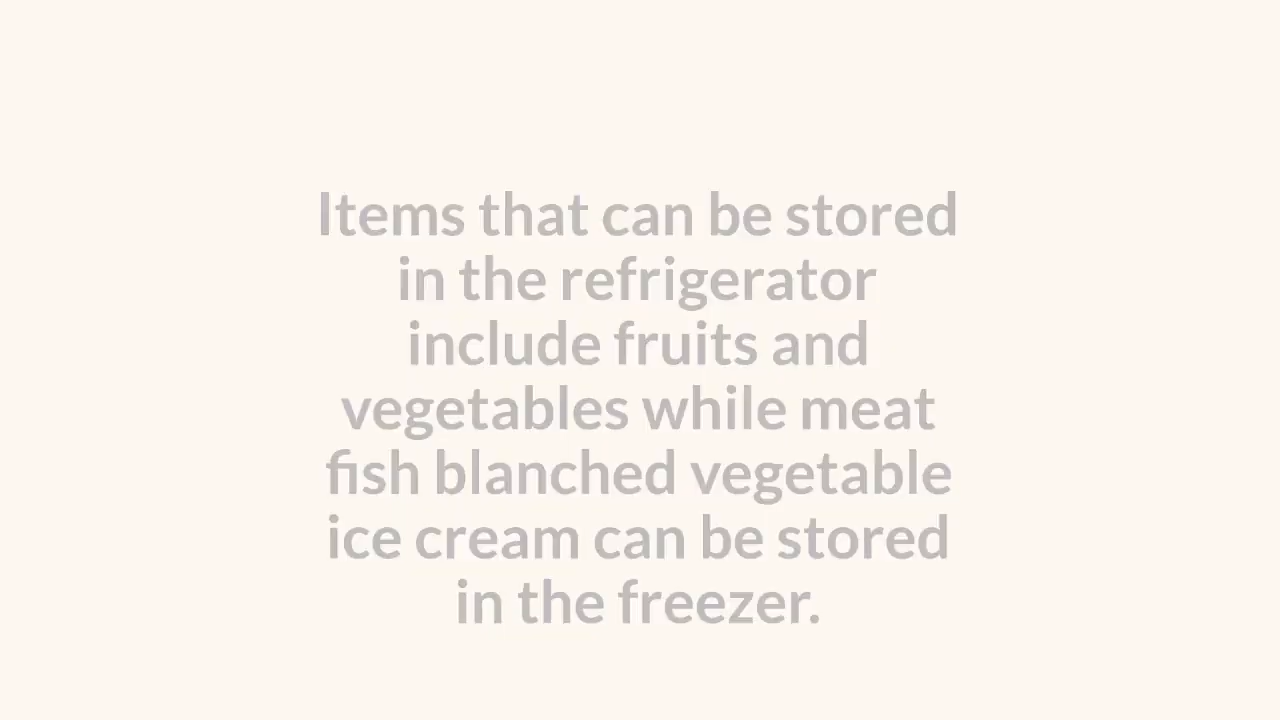 Items that can be stored
in the refrigerator
include fruits and
vegetables while meat
fish blanched vegetable
ice cream can be stored
in the freezer.